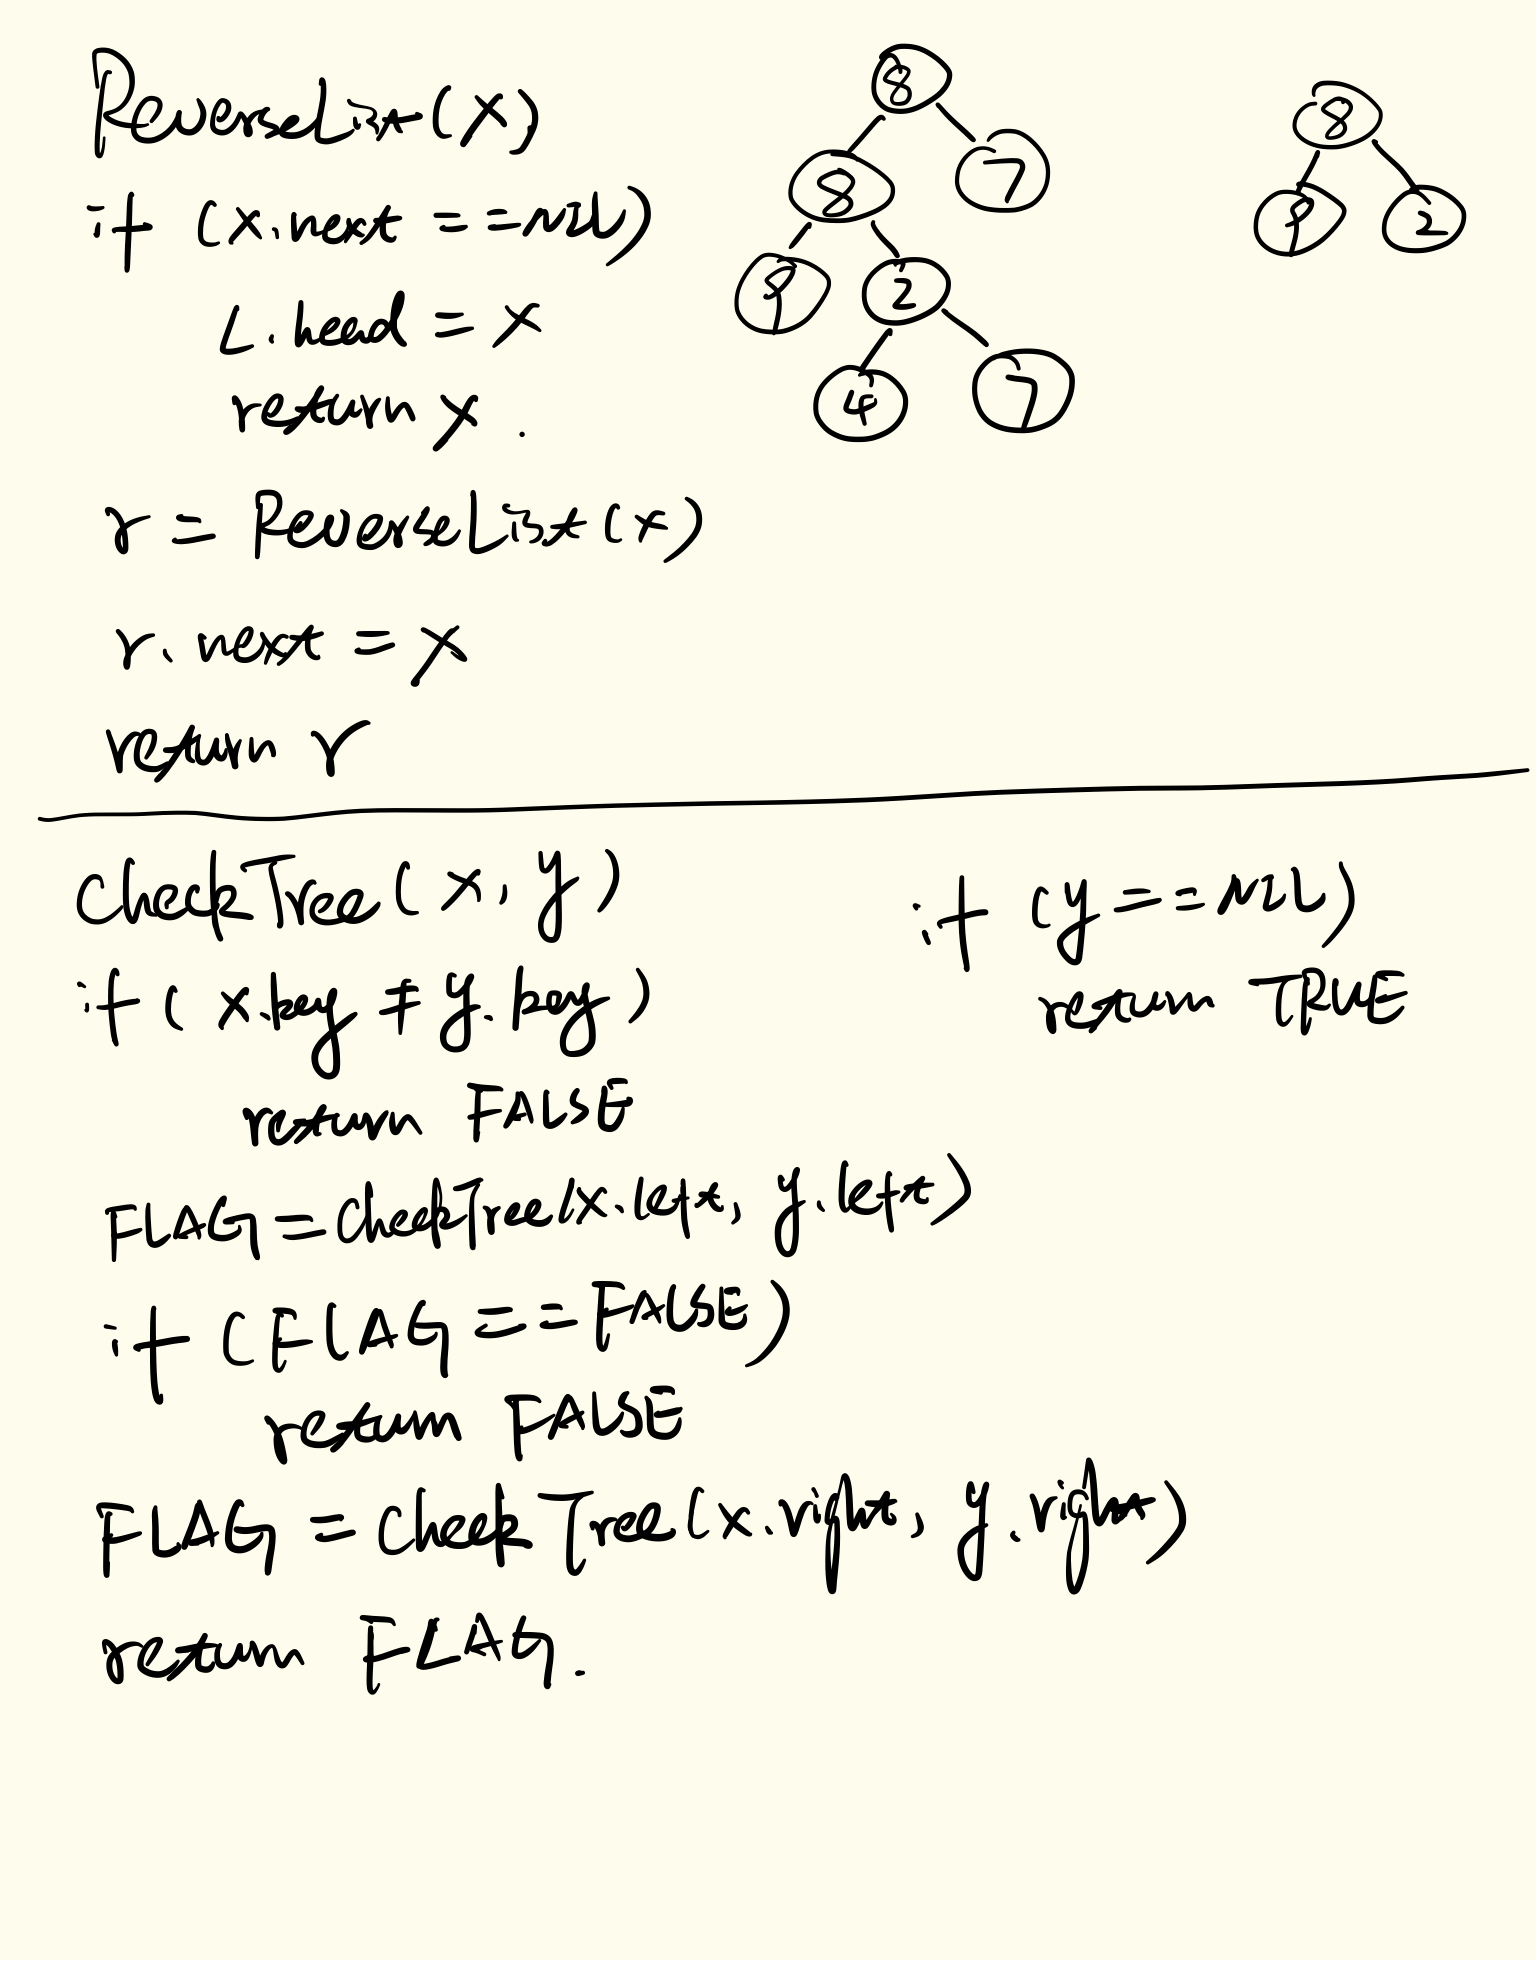 ReverseList(x)
if (x.next == NIL)
L.head = x
return x.
r = ReverseList(x)
r.next = x
return r
8
8
7
9
2
4
7
8
9
2
CheckTree(x, y)
if (x.key ≠ y.key)
return FALSE
FLAG = CheckTree(x.left, y.left)
if (FLAG == FALSE)
return FALSE
FLAG = CheckTree(x.right, y.right)
return FLAG.
if (y == NIL)
return TRUE